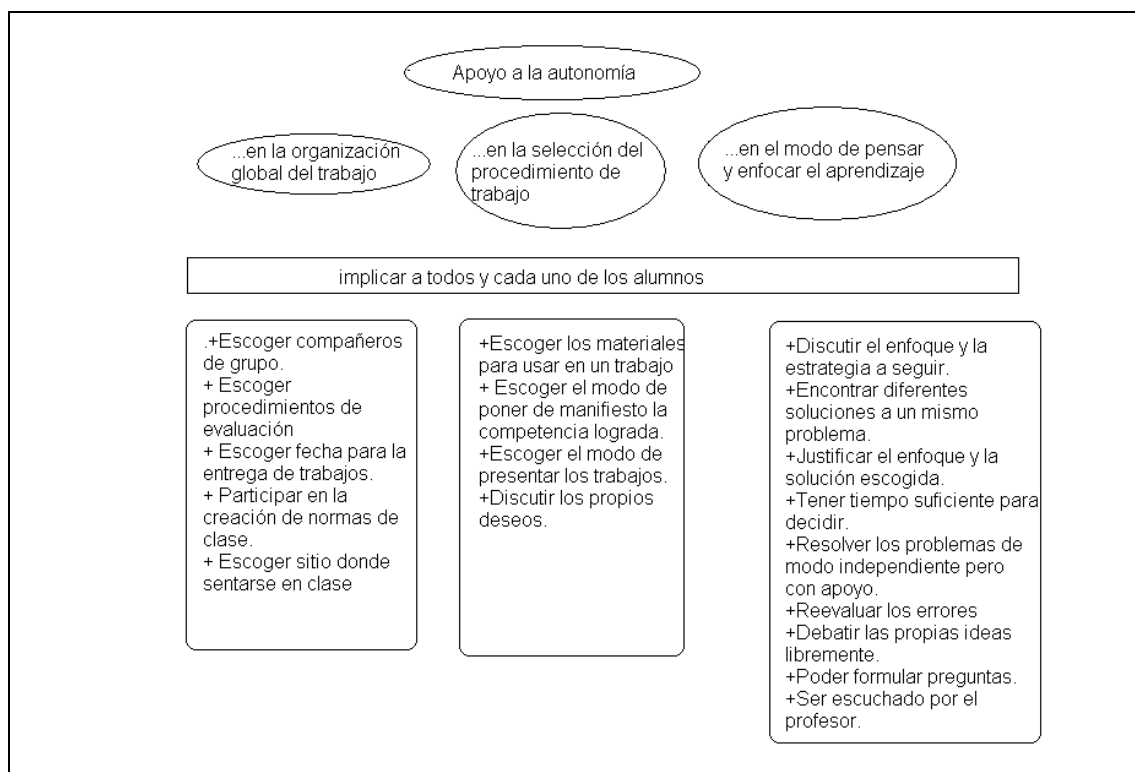 Apoyo a la autonomía
...en la organización
global del trabajo
...en la selección del
procedimiento de
trabajo
...en el modo de pensar
y enfocar el aprendizaje
implicar a todos y cada uno de los alumnos
.+Escoger compañeros
de grupo.
+ Escoger
procedimientos de
evaluación
+ Escoger fecha para la
entrega de trabajos.
+ Participar en la
creación de normas de
clase.
+ Escoger sitio donde
sentarse en clase
+Escoger los materiales
para usar en un trabajo
+ Escoger el modo de
poner de manifiesto la
competencia lograda.
+Escoger el modo de
presentar los trabajos.
+Discutir los propios
deseos.
+Discutir el enfoque y la
estrategia a seguir.
+Encontrar diferentes
soluciones a un mismo
problema.
+Justificar el enfoque y la
solución escogida.
+Tener tiempo suficiente para
decidir.
+Resolver los problemas de
modo independiente pero
con apoyo.
+Reevaluar los errores
+Debatir las propias ideas
libremente.
+Poder formular preguntas.
+Ser escuchado por el
profesor.